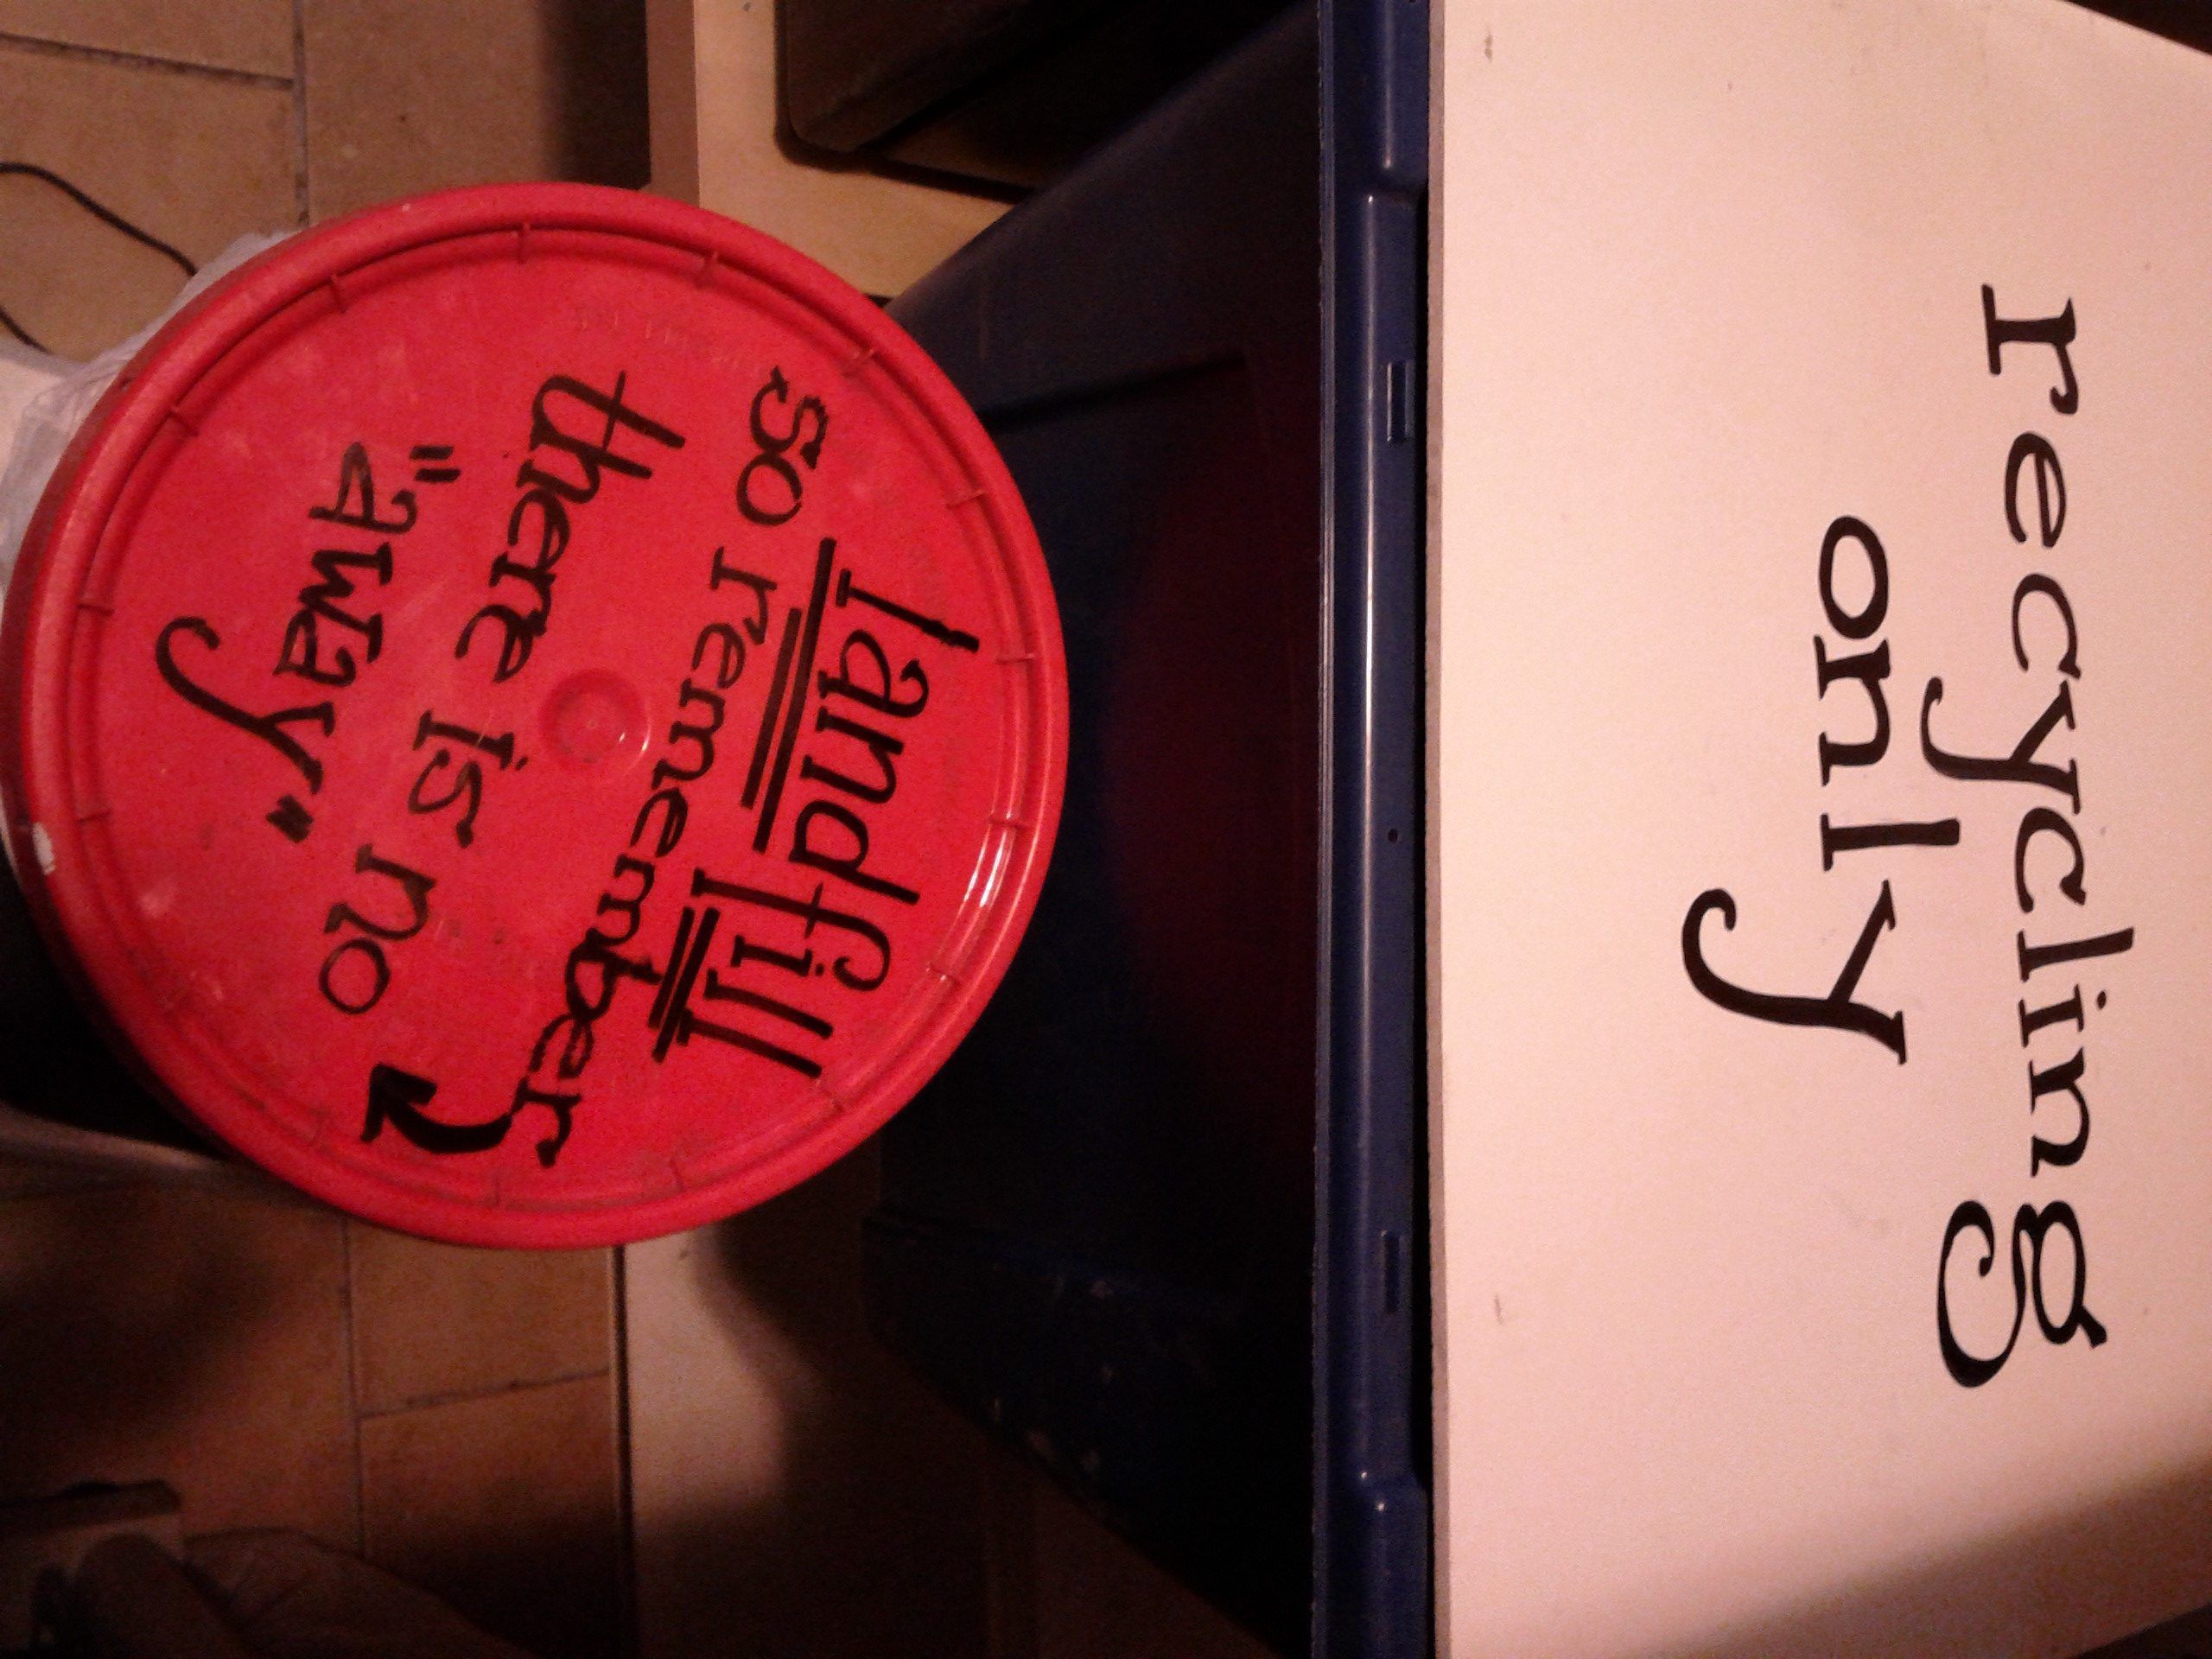 recycling
only
landfill
so remember
there is no
"away"